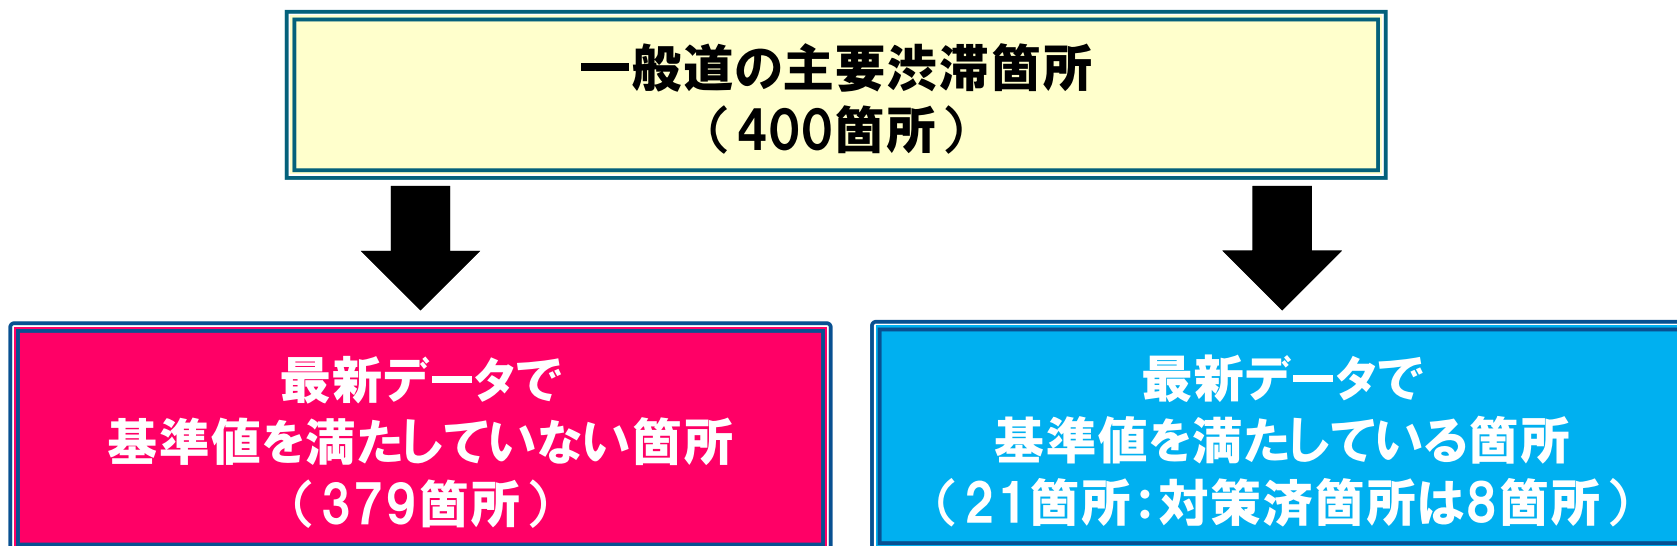 一般道の主要渋滞箇所
（400箇所）
最新データで
基準値を満たしていない箇所
（379箇所）
最新データで
基準値を満たしている箇所
（21箇所：対策済箇所は8箇所）